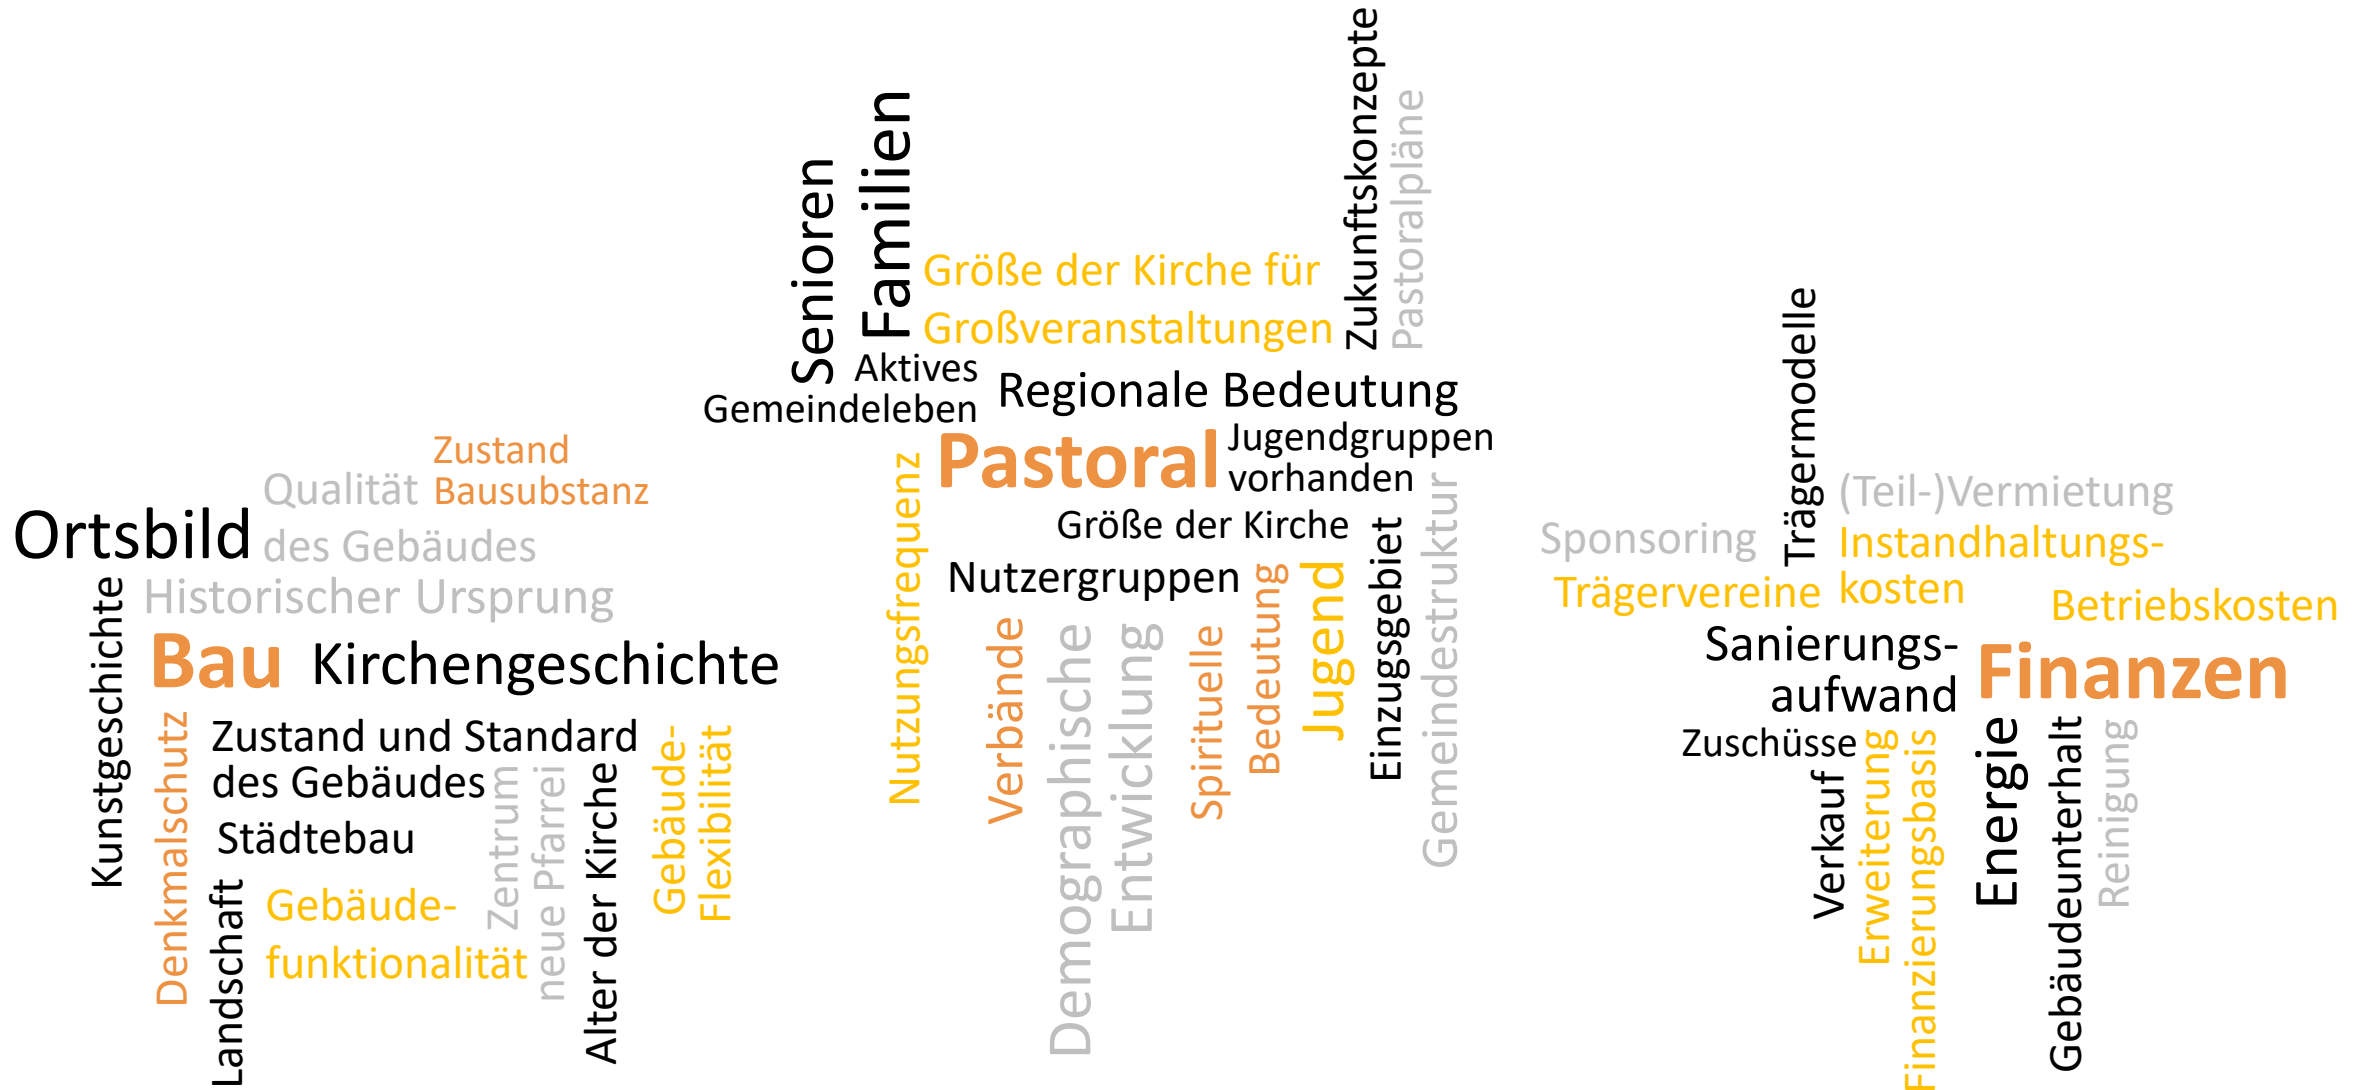 Zustand
Bausubstanz
Qualität
des Gebäudes
Ortsbild
Historischer Ursprung
Kunstgeschichte
Bau
Kirchengeschichte
Denkmalschutz
Zustand und Standard
des Gebäudes
Städtebau
Landschaft
Gebäude-
funktionalität
Zentrum
neue Pfarrei
Alter der Kirche
Gebäude-
Flexibilität
Senioren
Familien
Größe der Kirche für
Großveranstaltungen
Zukunftskonzepte
Pastoralpläne
Aktives
Gemeindeleben
Regionale Bedeutung
Pastoral
Jugendgruppen
vorhanden
Nutzungsfrequenz
Größe der Kirche
Nutzergruppen
Verbände
Demographische
Entwicklung
Spirituelle
Bedeutung
Jugend
Einzugsgebiet
Gemeindestruktur
Trägermodelle
(Teil-)Vermietung
Sponsoring
Instandhaltungs-
kosten
Trägervereine
Betriebskosten
Sanierungs-
aufwand
Finanzen
Zuschüsse
Verkauf
Erweiterung
Finanzierungsbasis
Energie
Gebäudeunterhalt
Reinigung